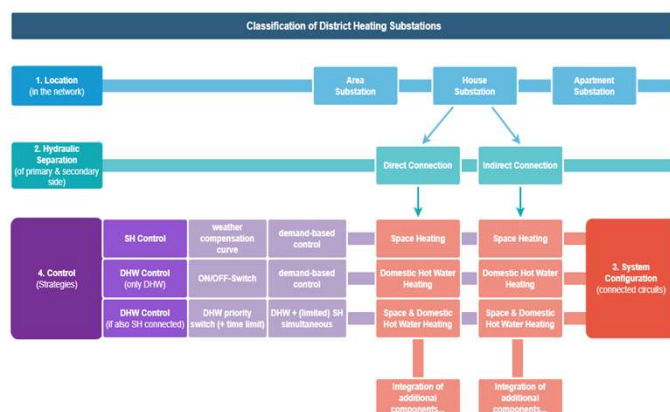 Classification of District Heating Substations
1. Location
(in the network)
Area
Substation
House
Substation
Apartment
Substation
2. Hydraulic
Separation
(of primary & secondary
side)
Direct Connection
Indirect Connection
4. Control
(Strategies)
SH Control
weather
compensation
curve
demand-based
control
Space Heating
Space Heating
DHW Control
(only DHW)
ON/OFF-Switch
demand-based
control
Domestic Hot Water
Heating
Domestic Hot Water
Heating
DHW Control
(if also SH connected)
DHW priority
switch (+ time limit)
DHW + (limited) SH
simultaneous
Space & Domestic
Hot Water Heating
Space & Domestic
Hot Water Heating
3. System
Configuration
(connected circuits)
Integration of
additional
components...
Integration of
additional
components...